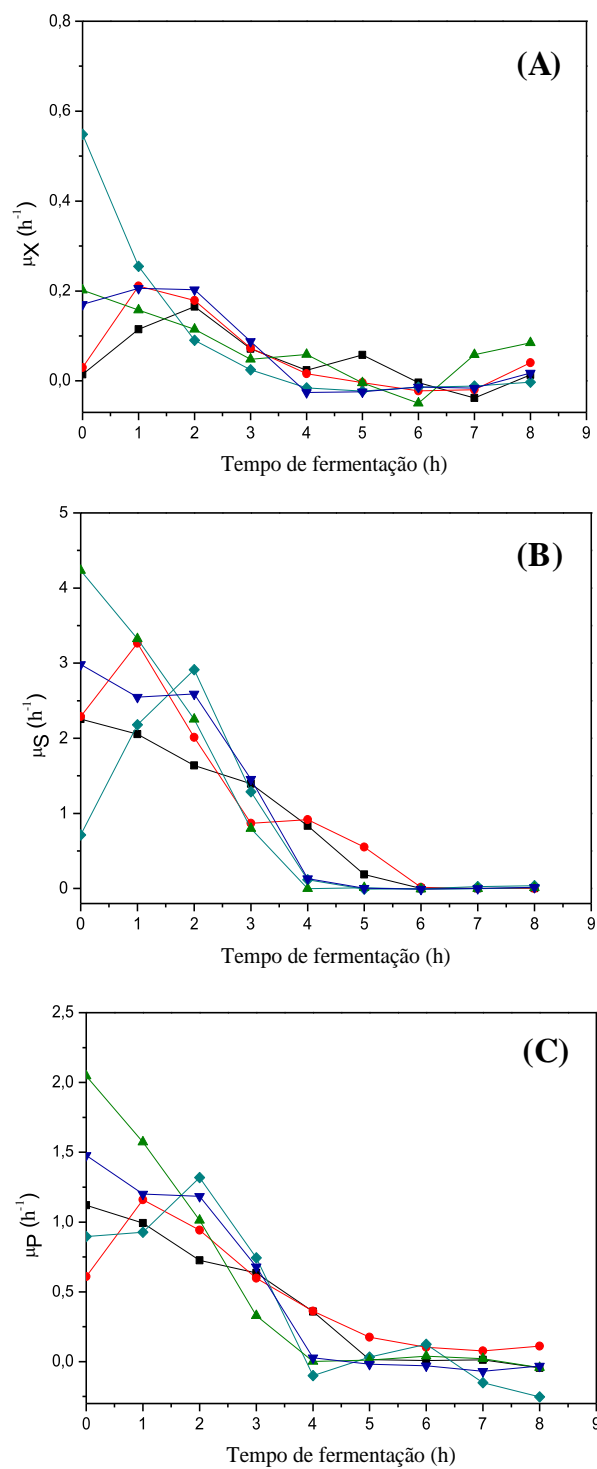 (A)
0,8
0,6
0,4
0,2
0,0
μX (h-1)
0 1 2 3 4 5 6 7 8 9
Tempo de fermentação (h)
(B)
5
4
3
2
1
0
μS (h-1)
0 1 2 3 4 5 6 7 8 9
Tempo de fermentação (h)
(C)
2,5
2,0
1,5
1,0
0,5
0,0
μP (h-1)
0 1 2 3 4 5 6 7 8 9
Tempo de fermentação (h)